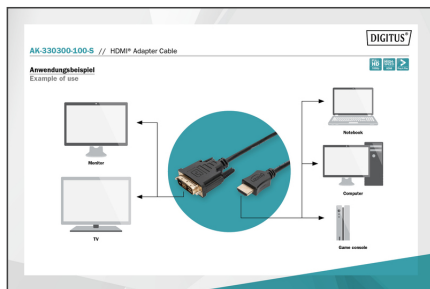 DIGITUS®
AK-330300-100-S // HDMI® Adapter Cable
Anwendungsbeispiel
Example of use
Monitor
TV
Notebook
Computer
Game console